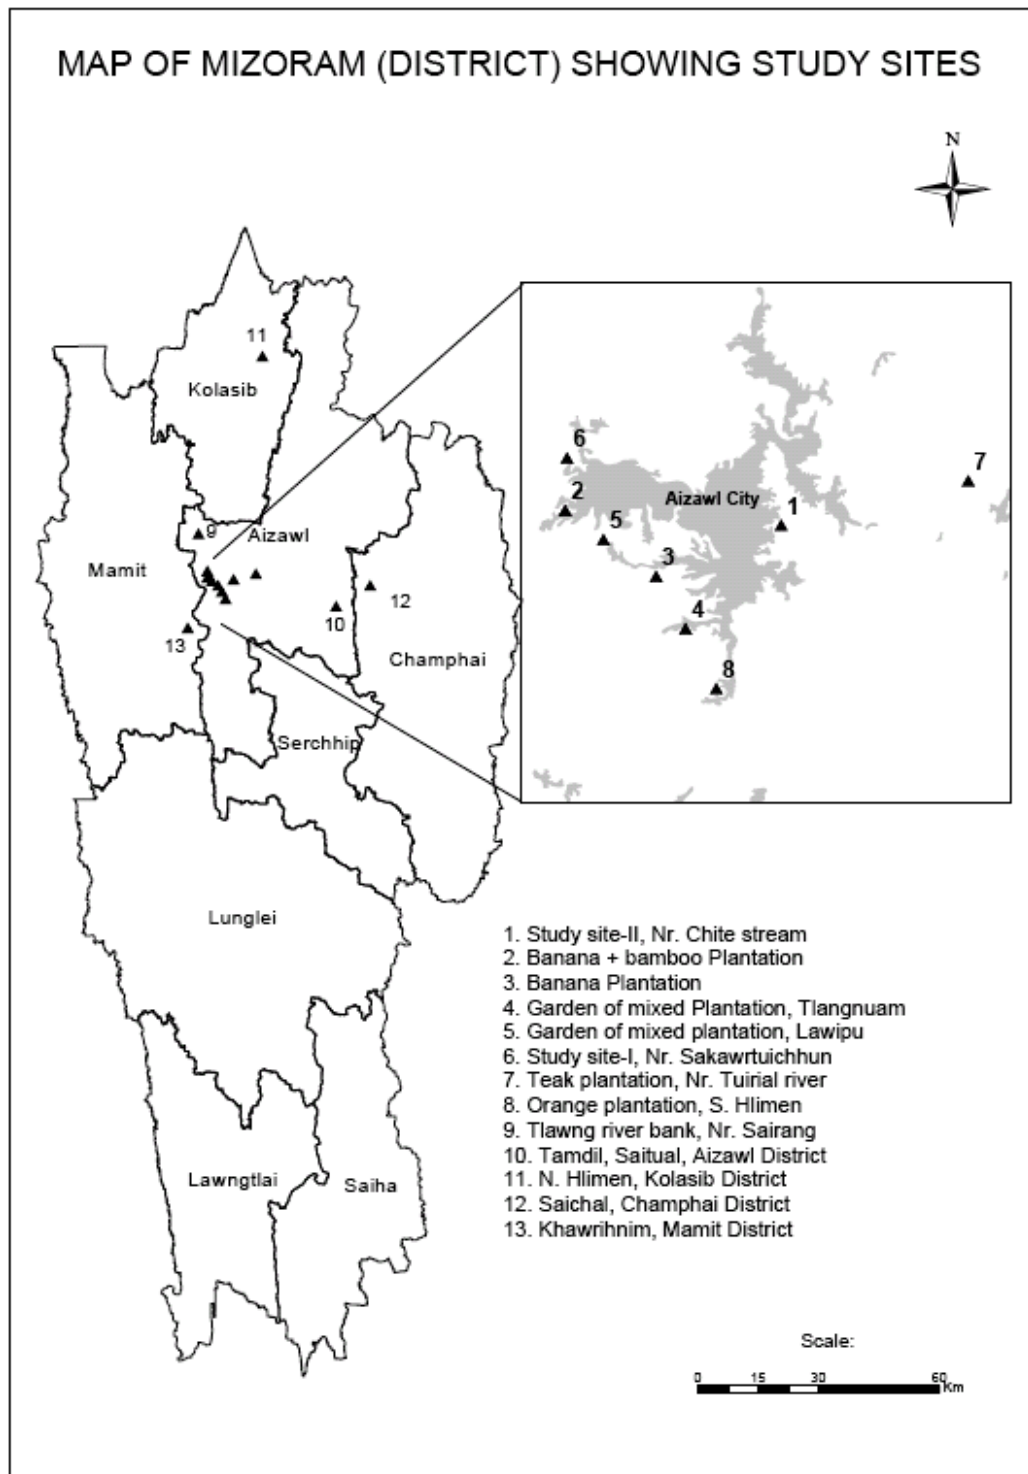 MAP OF MIZORAM (DISTRICT) SHOWING STUDY SITES
N
11
Kolasib
6
7
2
Aizawl City
1
5
9
Aizawl
3
Mamit
12
10
4
13
Champhai
8
Serchhip
Lunglei
1. Study site-II, Nr. Chite stream
2. Banana + bamboo Plantation
3. Banana Plantation
4. Garden of mixed Plantation, Tlangnuam
5. Garden of mixed plantation, Lawipu
6. Study site-I, Nr. Sakawrtuichhun
7. Teak plantation, Nr. Tuirial river
8. Orange plantation, S. Hlimen
9. Tlawng river bank, Nr. Sairang
10. Tamdil, Saitual, Aizawl District
11. N. Hlimen, Kolasib District
12. Saichal, Champhai District
13. Khawrihnim, Mamit District
Lawngtlai
Saiha
Scale:
0 15 30 60
Km